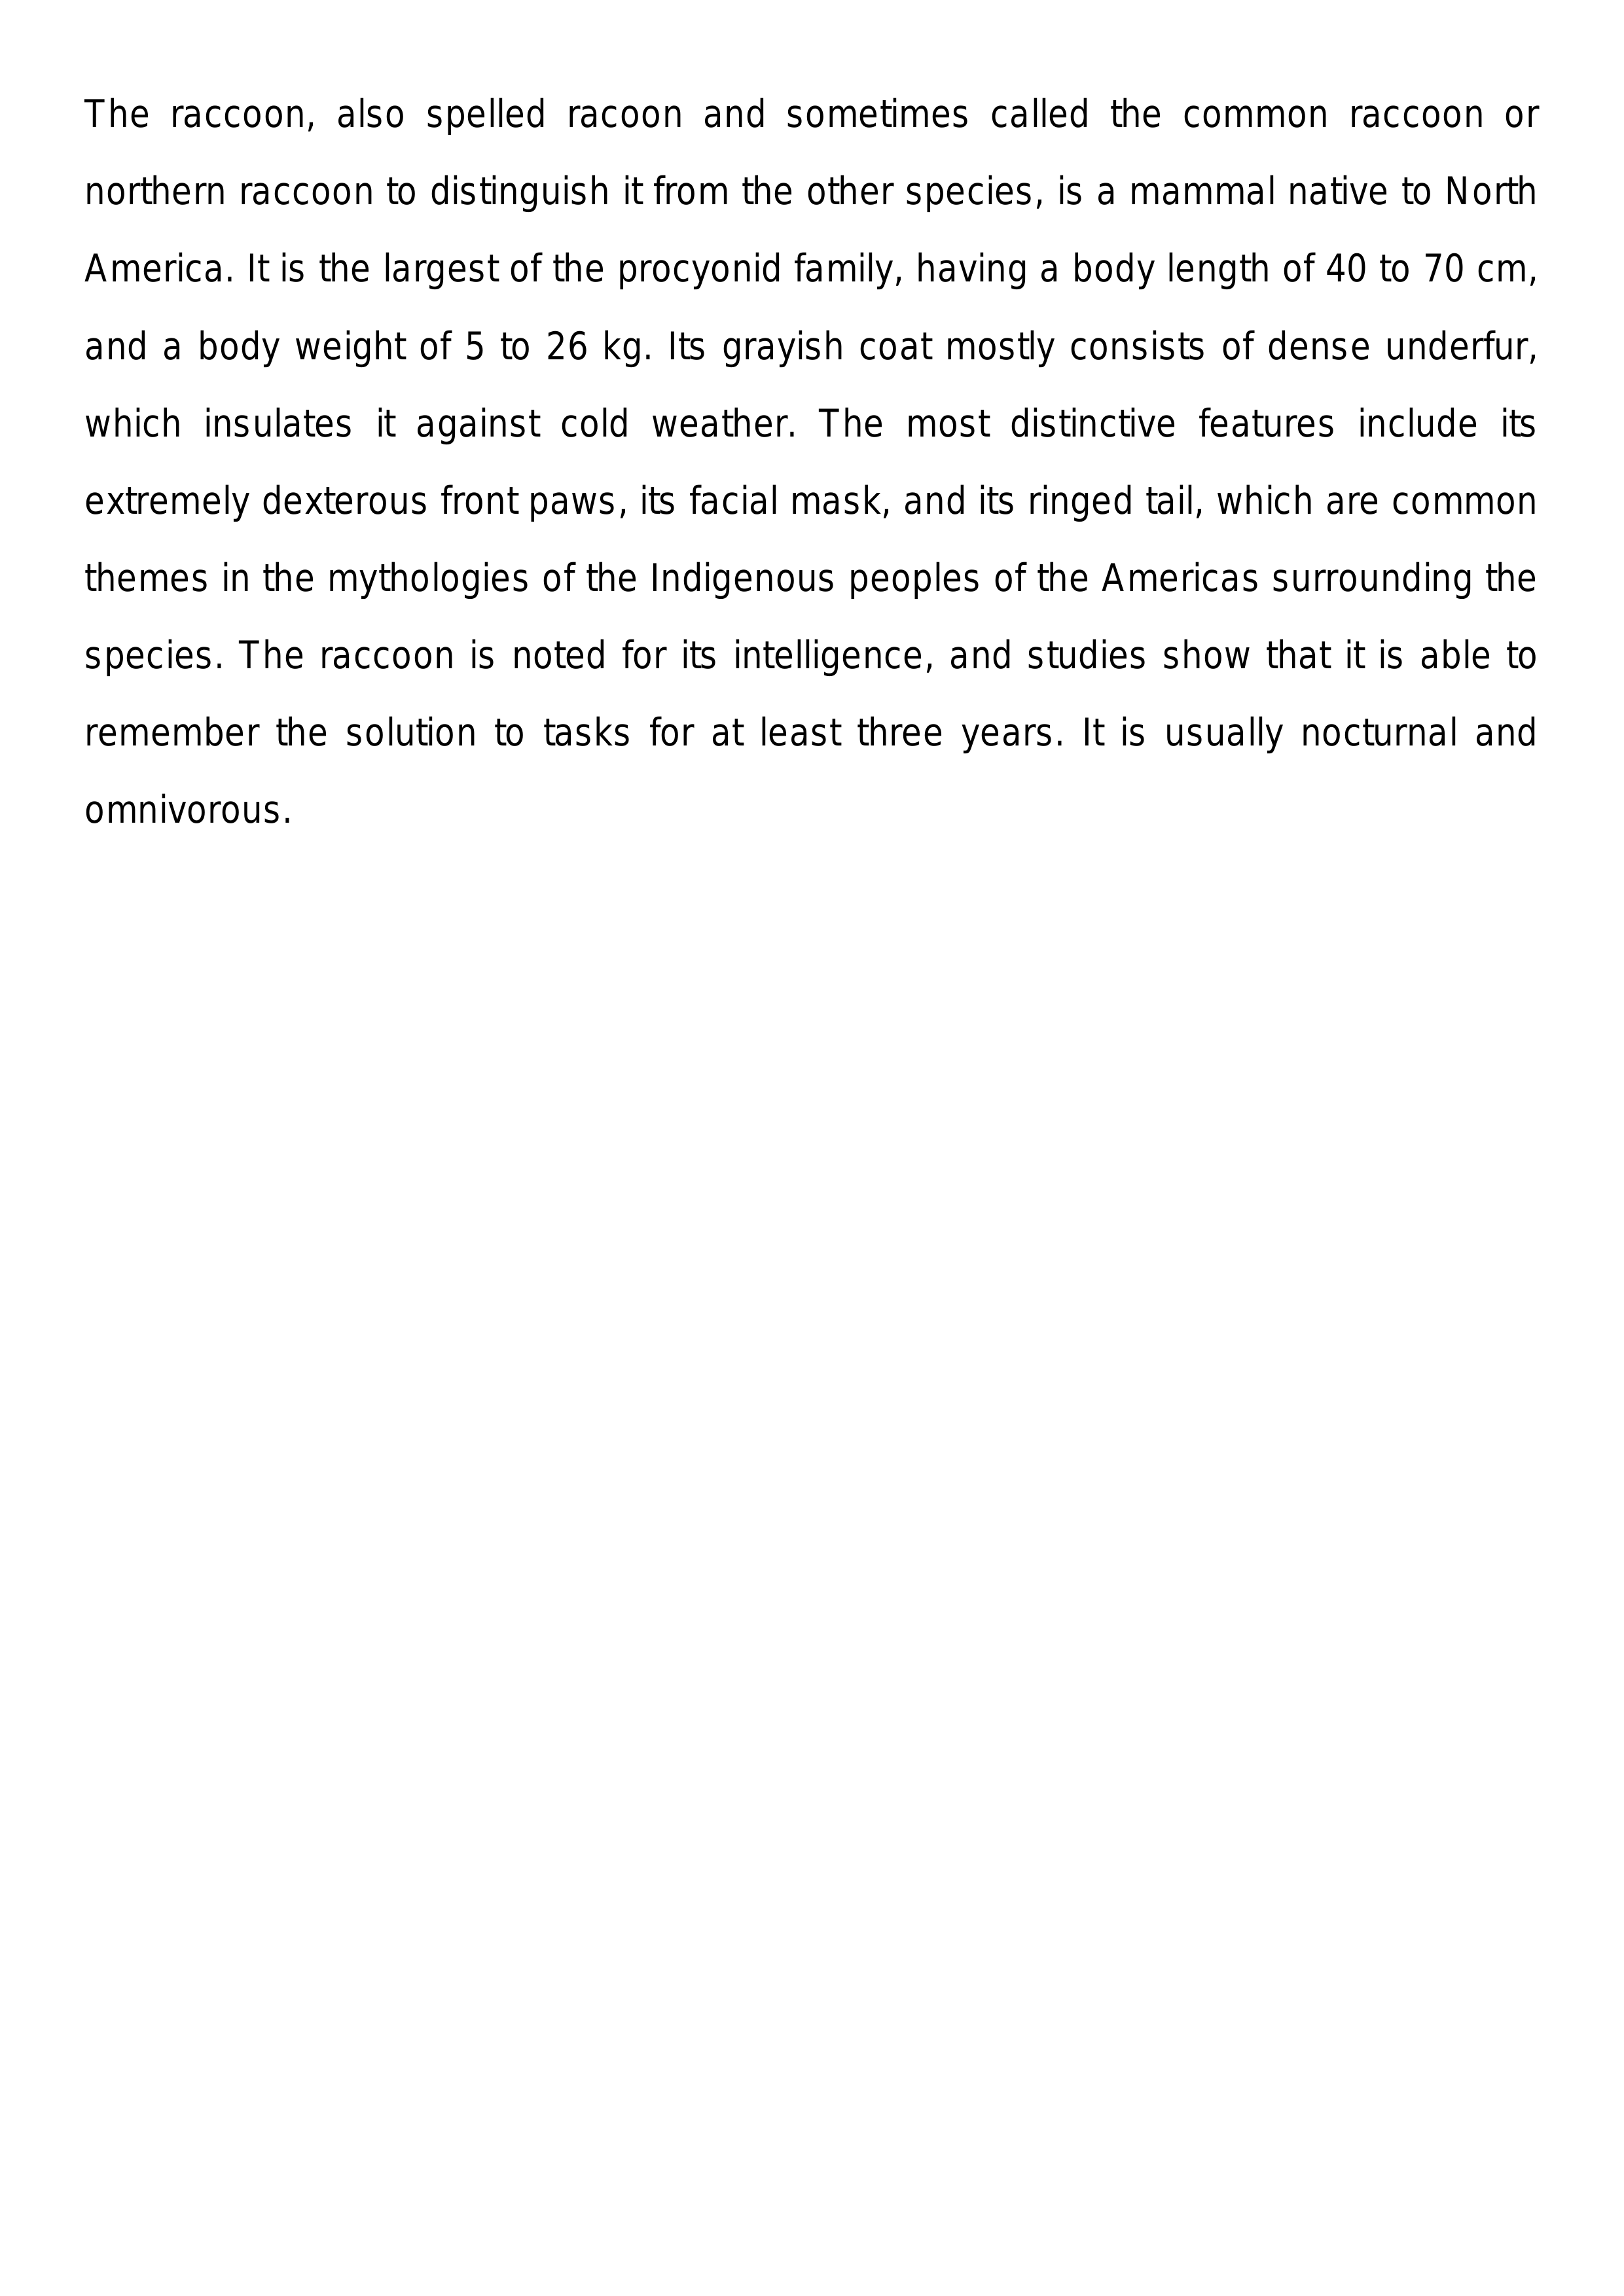 The raccoon, also spelled racoon and sometimes called the common raccoon or
northern raccoon to distinguish it from the other species, is a mammal native to North
America. It is the largest of the procyonid family, having a body length of 40 to 70 cm,
and a body weight of 5 to 26 kg. Its grayish coat mostly consists of dense underfur,
which insulates it against cold weather. The most distinctive features include its
extremely dexterous front paws, its facial mask, and its ringed tail, which are common
themes in the mythologies of the Indigenous peoples of the Americas surrounding the
species. The raccoon is noted for its intelligence, and studies show that it is able to
remember the solution to tasks for at least three years. It is usually nocturnal and
omnivorous.